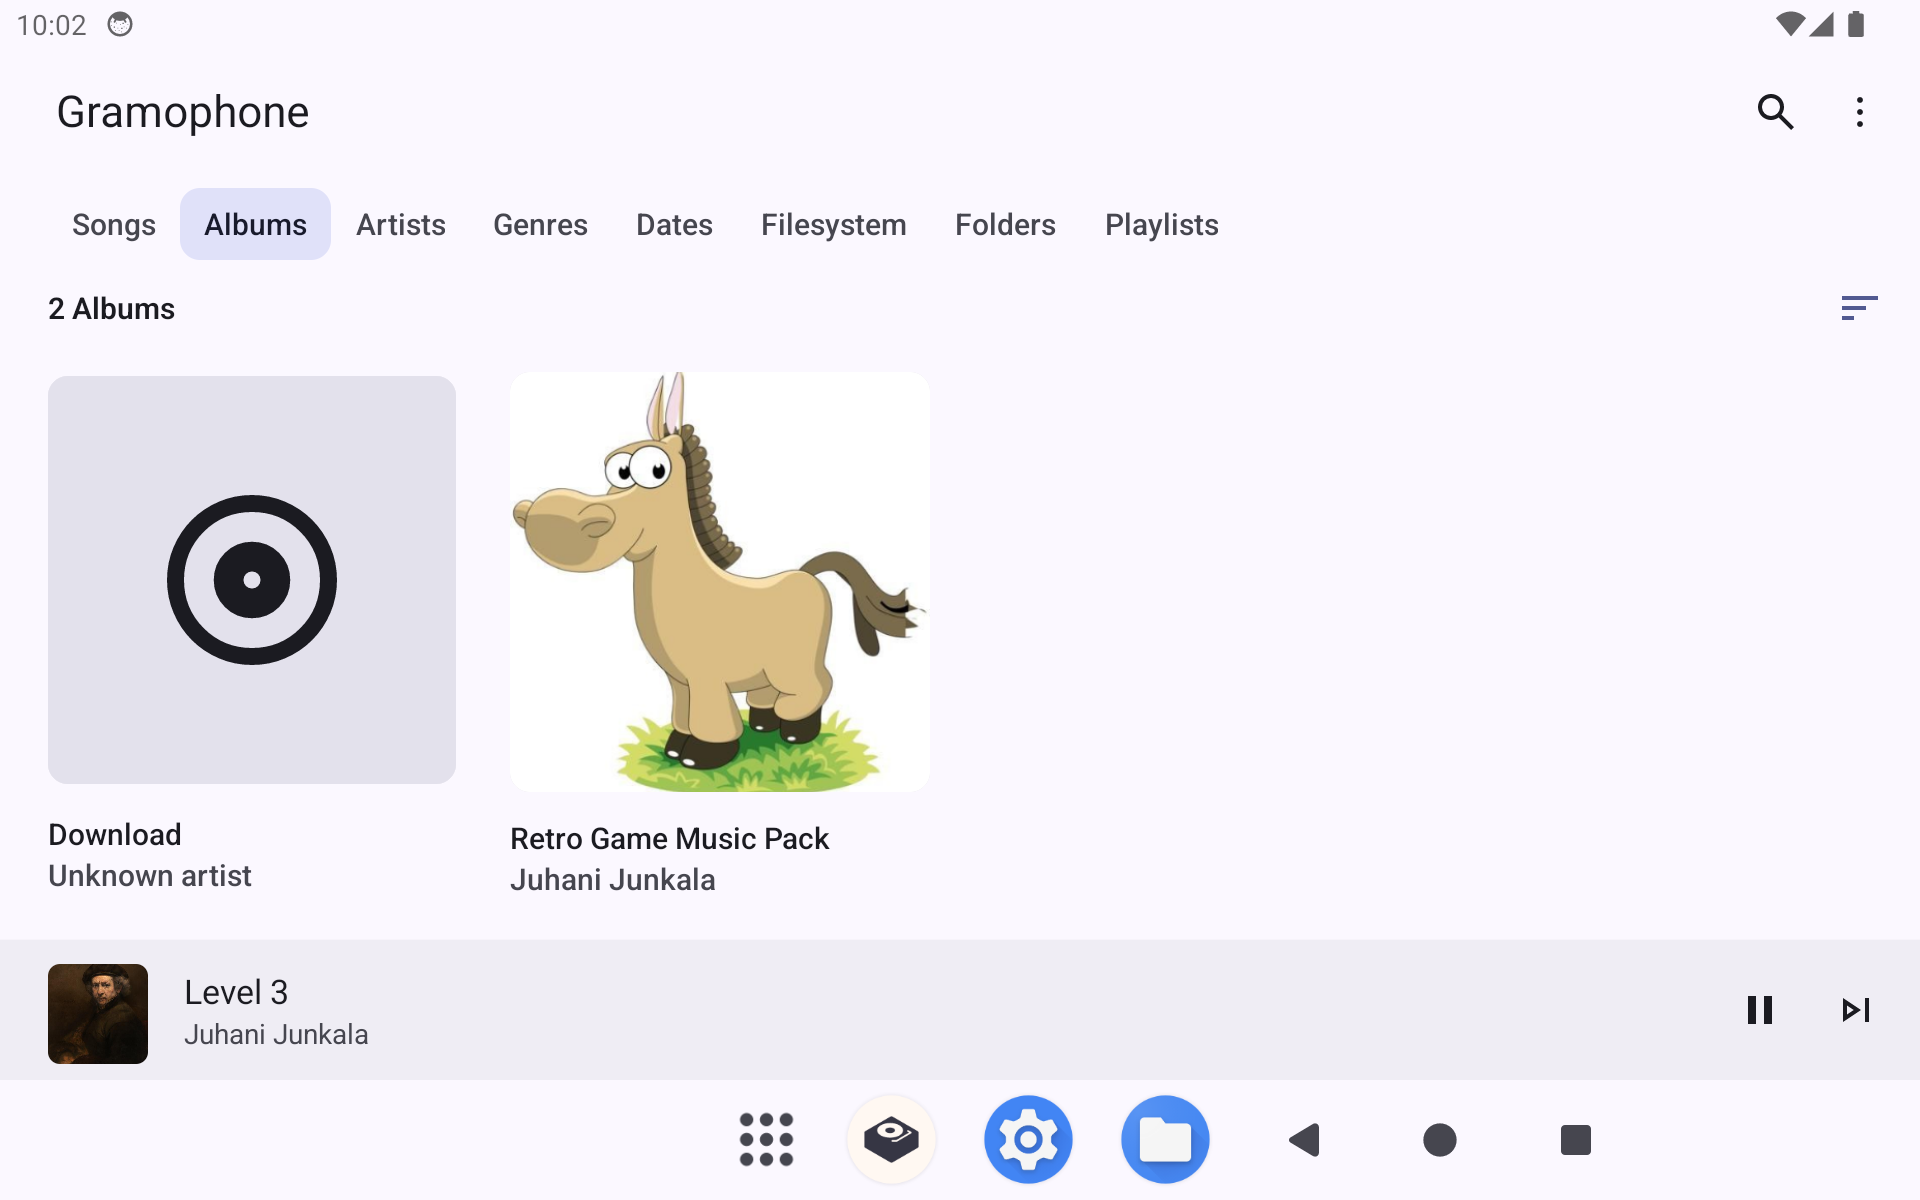 10:02
Gramophone
Songs Albums Artists Genres Dates Filesystem Folders Playlists
2 Albums
Download
Unknown artist
Retro Game Music Pack
Juhani Junkala
Level 3
Juhani Junkala